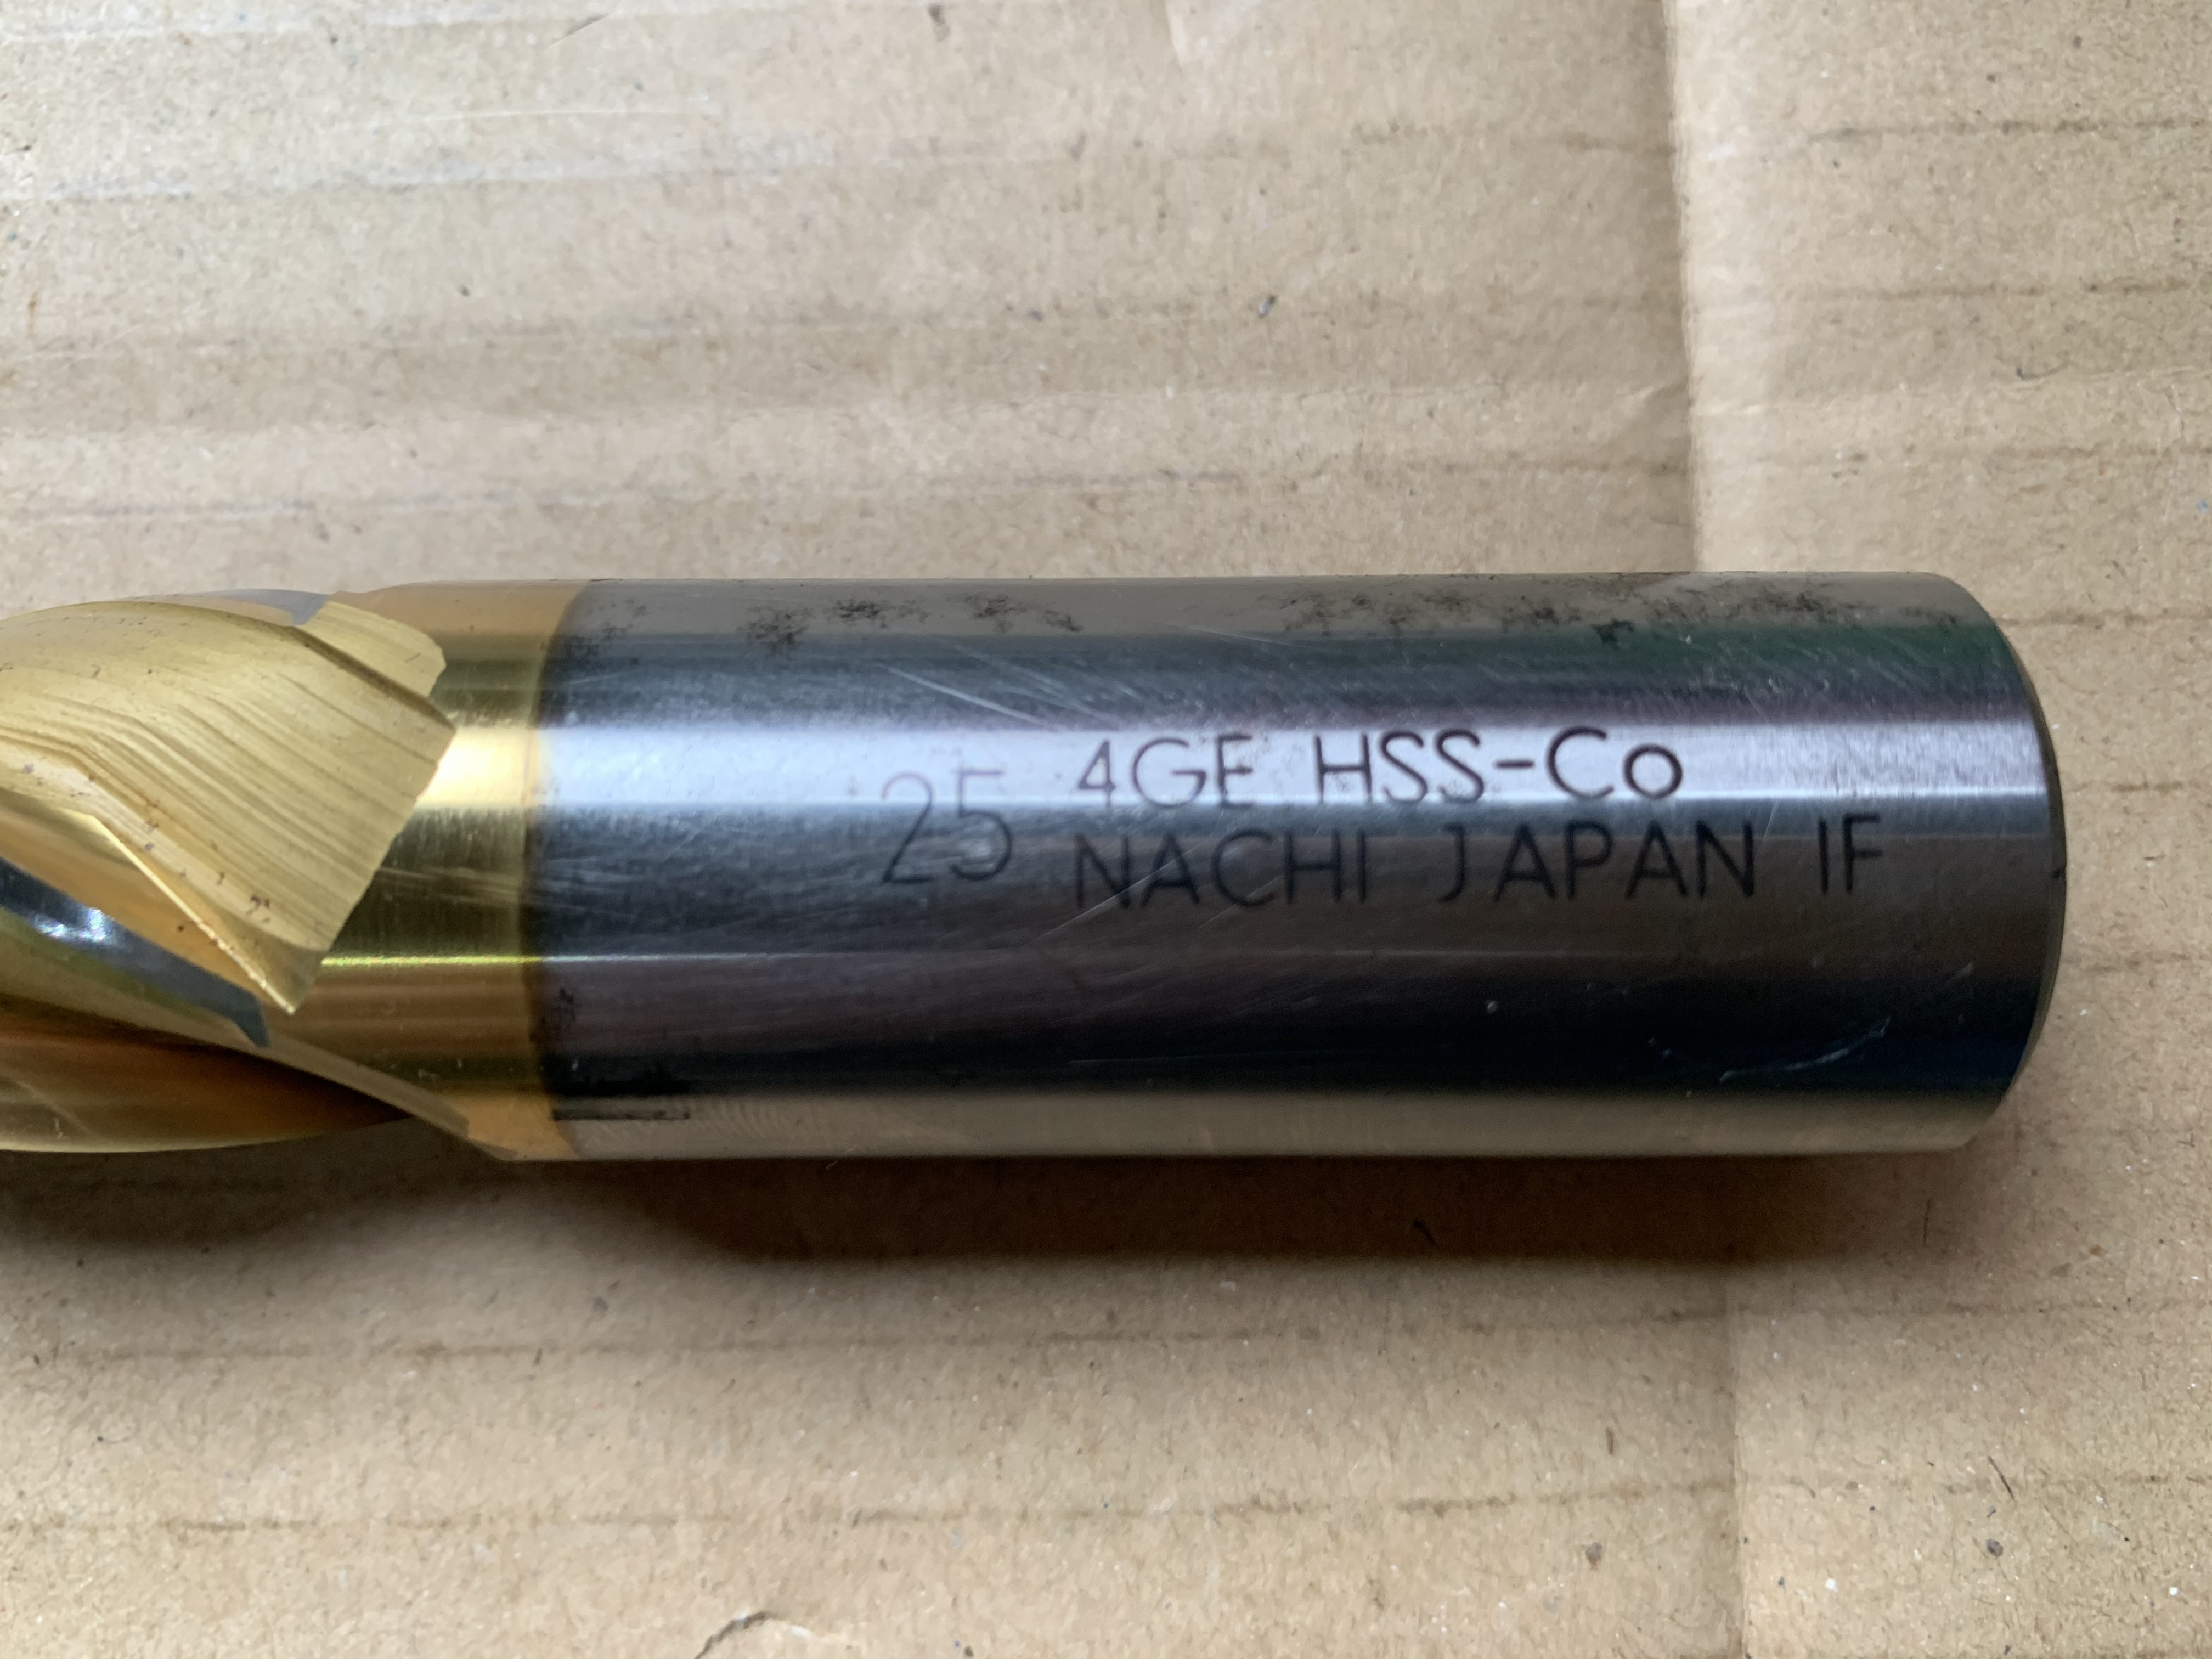 25
4GE HSS-Co
NACHI JAPAN IF